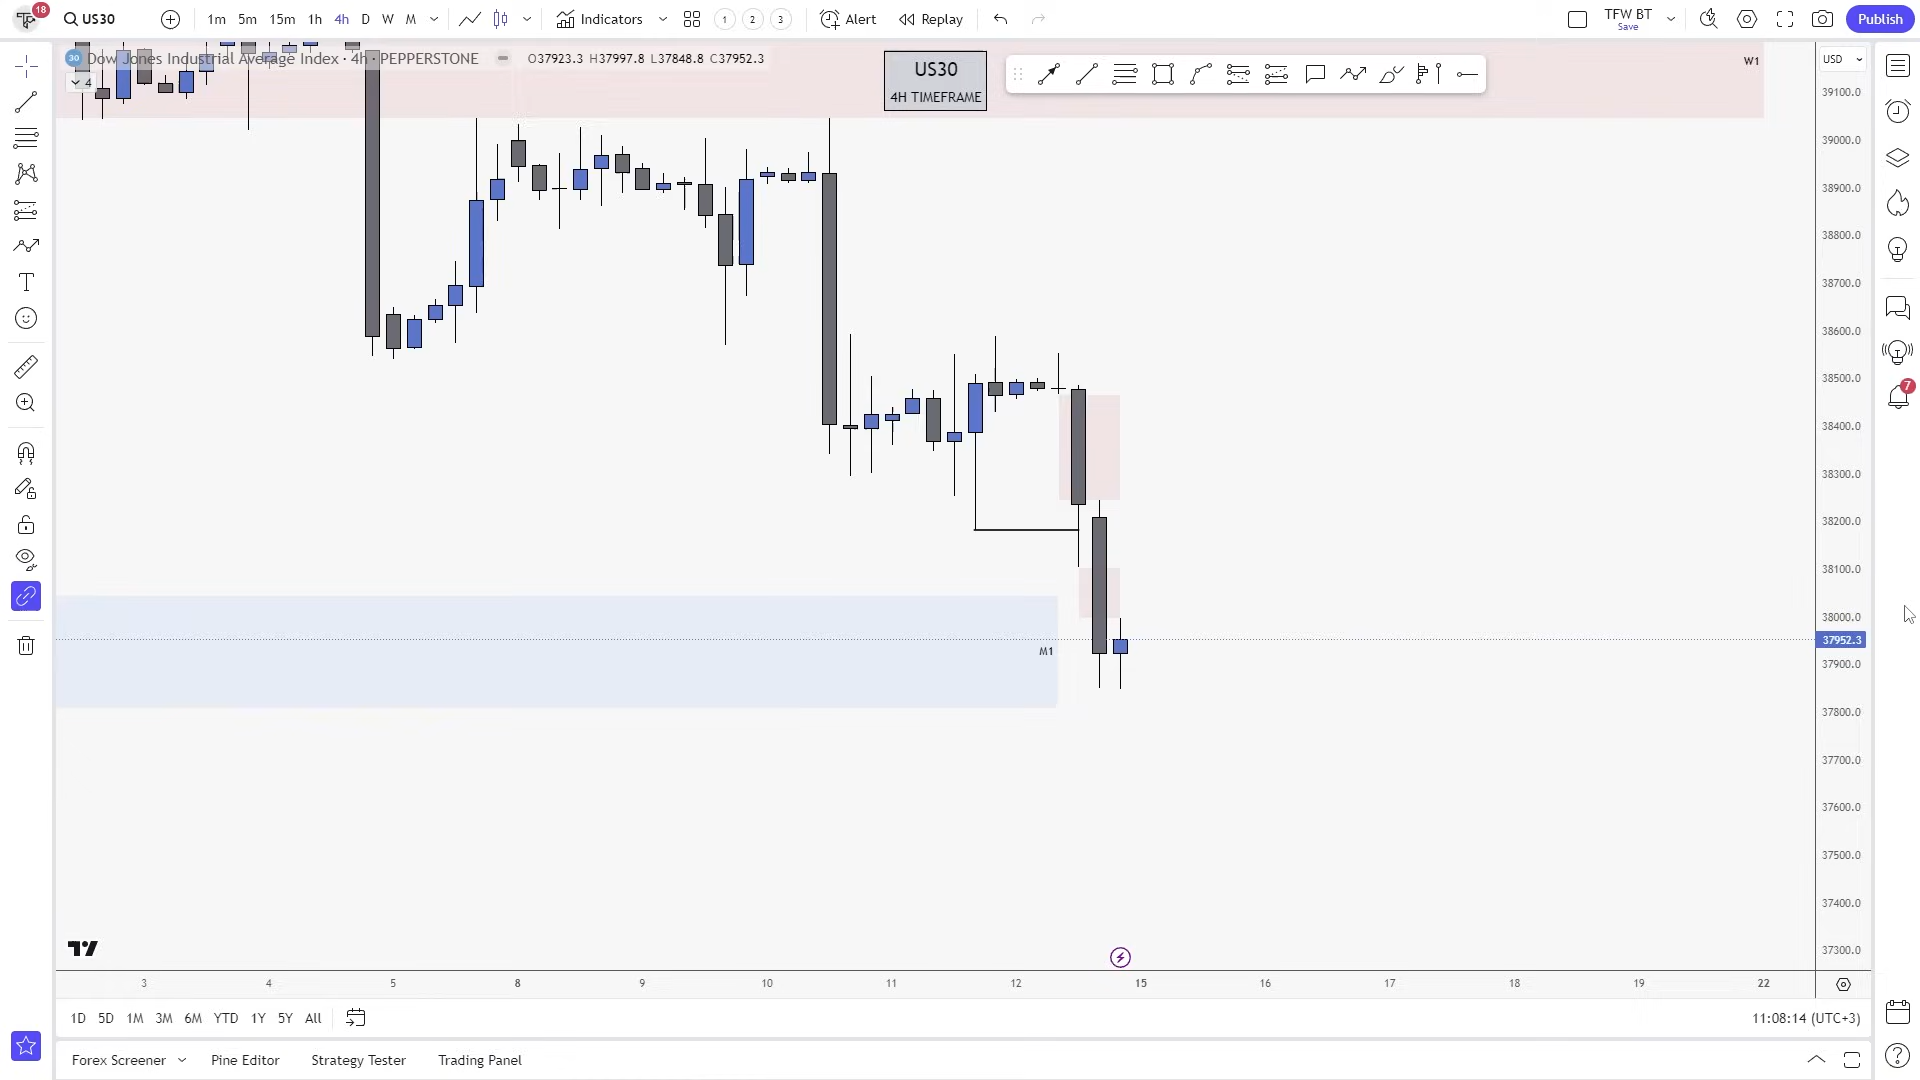 18
US30
1m 5m 15m 1h 4h D W M
Indicators
1 2 3
Alert
Replay
TFW BT
Save
Publish
30 Dow Jones Industrial Average Index · 4h · PEPPERSTONE O37923.3 H37997.8 L37848.8 C37952.3
4
US30
4H TIMEFRAME
W1
USD
39100.0
39000.0
38900.0
38800.0
38700.0
38600.0
38500.0
38400.0
38300.0
38200.0
38100.0
38000.0
37952.3
37900.0
37800.0
37700.0
37600.0
37500.0
37400.0
37300.0
M1
7
3 4 5 8 9 10 11 12 15 16 17 18 19 22
1D 5D 1M 3M 6M YTD 1Y 5Y All
11:08:14 (UTC+3)
Forex Screener Pine Editor Strategy Tester Trading Panel